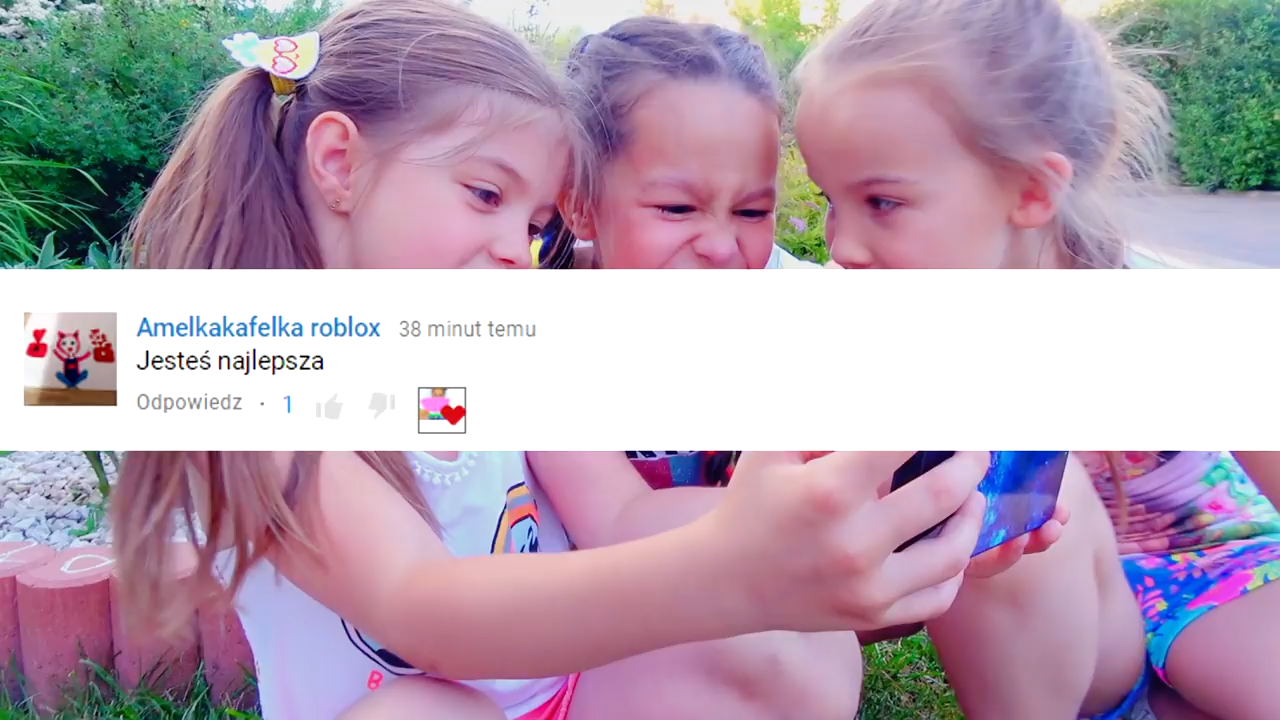 Amelkakafelka roblox 38 minut temu
Jesteś najlepsza
Odpowiedz · 1